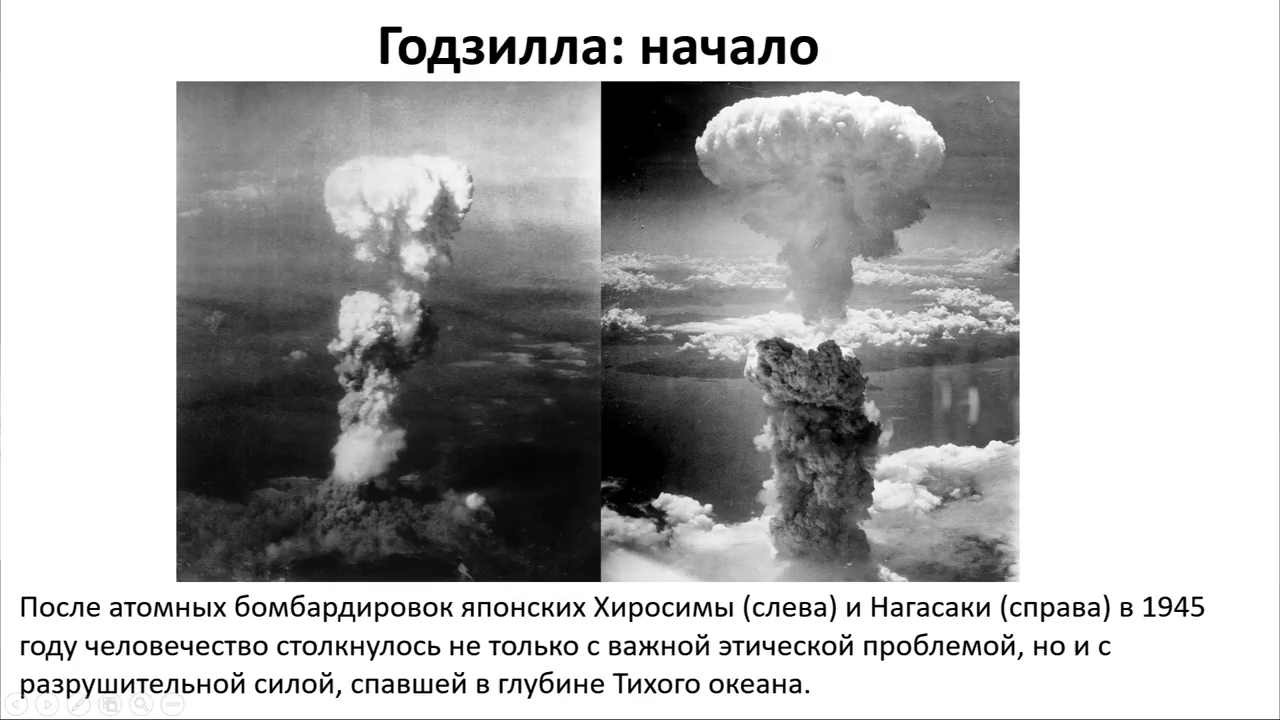 Годзилла: начало
После атомных бомбардировок японских Хиросимы (слева) и Нагасаки (справа) в 1945
году человечество столкнулось не только с важной этической проблемой, но и с
разрушительной силой, спавшей в глубине Тихого океана.